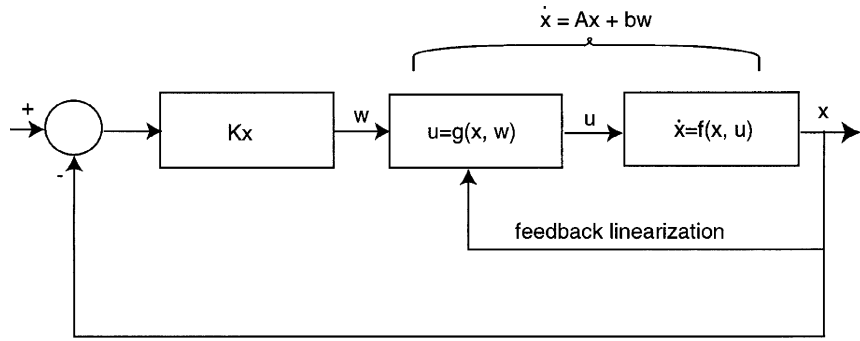 ẋ = Ax + bw
+
-
Kx
w
u=g(x, w)
u
ẋ=f(x, u)
x
feedback linearization